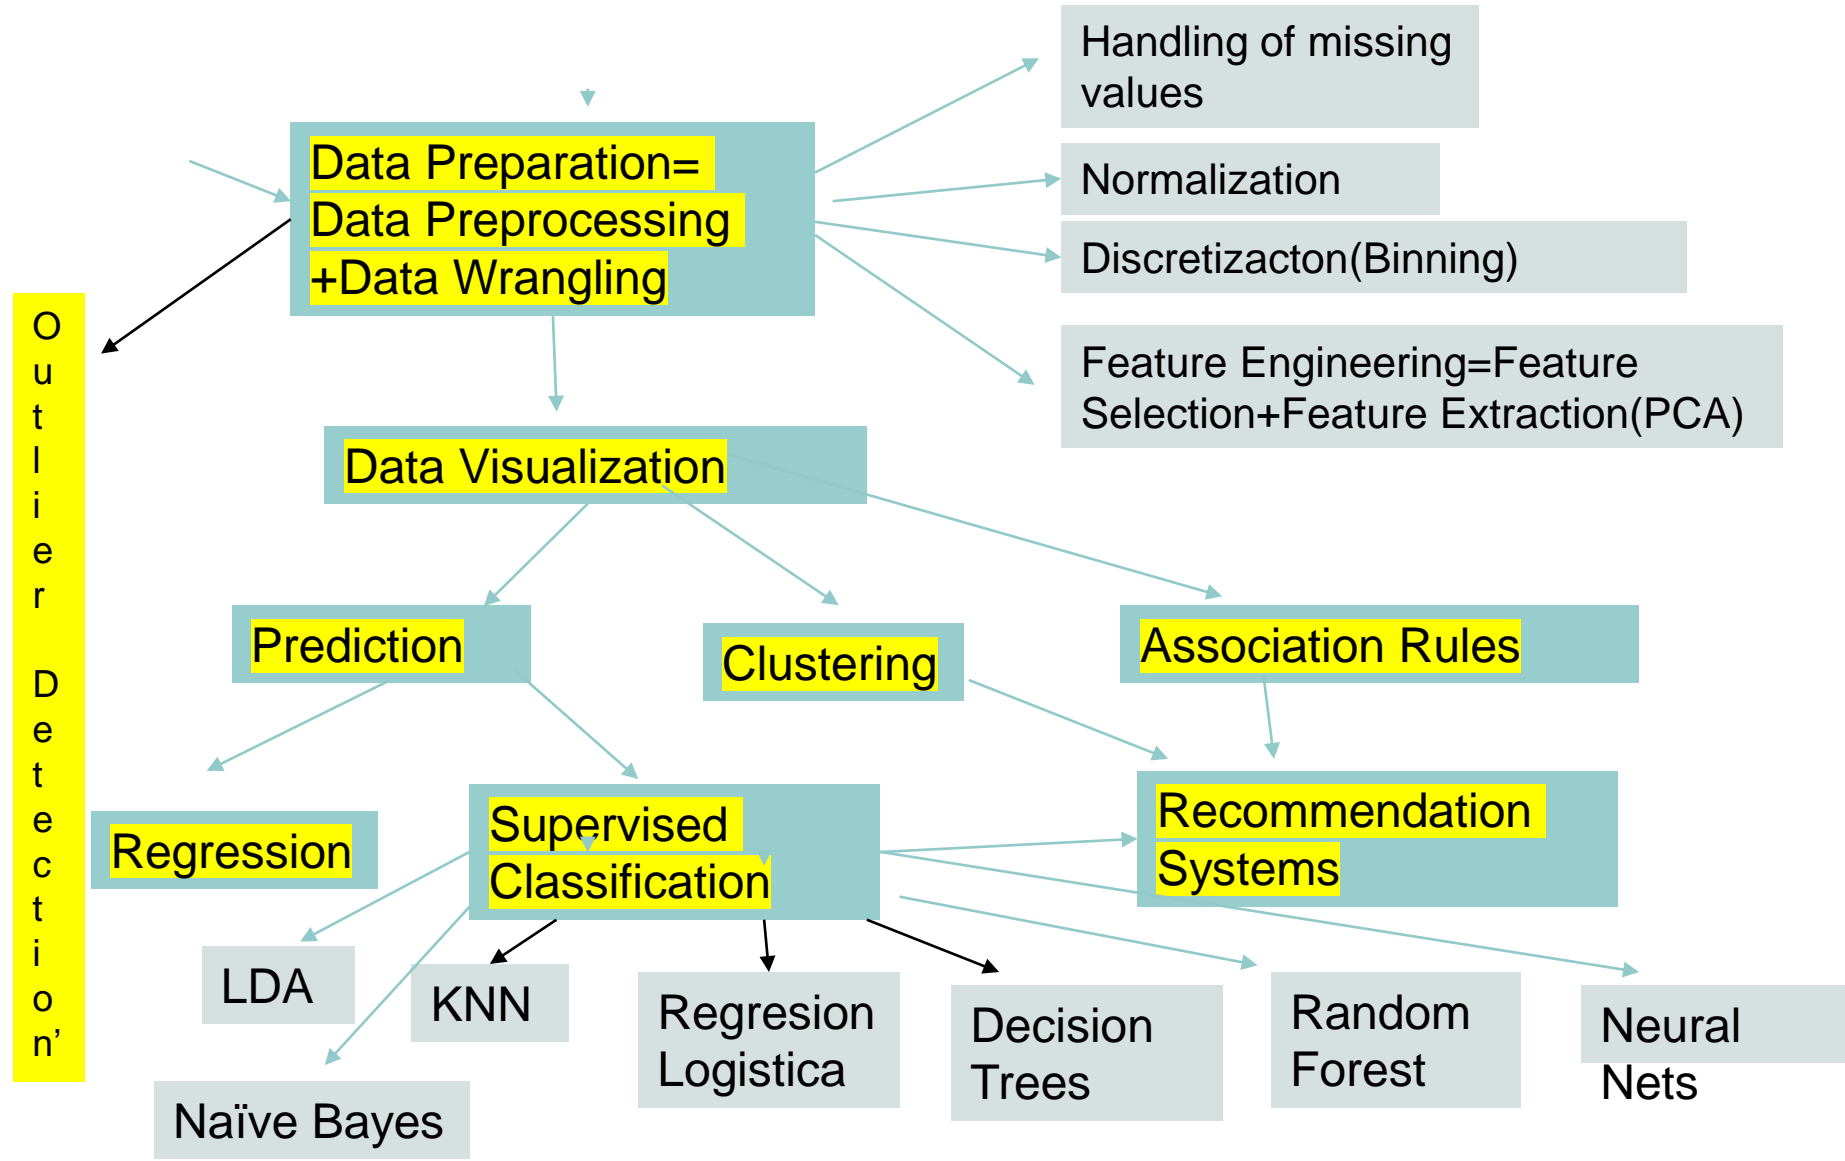 Handling of missing
values
Data Preparation=
Data Preprocessing
+Data Wrangling
Normalization
Discretizacton(Binning)
Feature Engineering=Feature
Selection+Feature Extraction(PCA)
O
u
t
l
i
e
r
D
e
t
e
c
t
i
o
n’
Data Visualization
Prediction
Clustering
Association Rules
Regression
Supervised
Classification
Recommendation
Systems
LDA
KNN
Regresion
Logistica
Decision
Trees
Random
Forest
Neural
Nets
Naïve Bayes